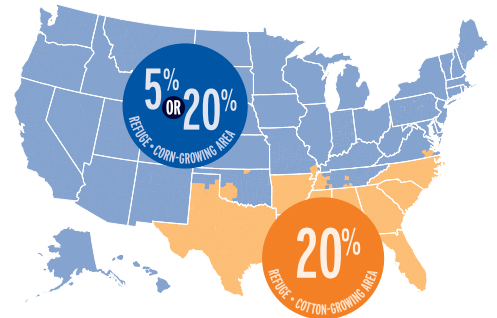 5% OR 20%
REFUGE • CORN-GROWING AREA
20%
REFUGE • COTTON-GROWING AREA